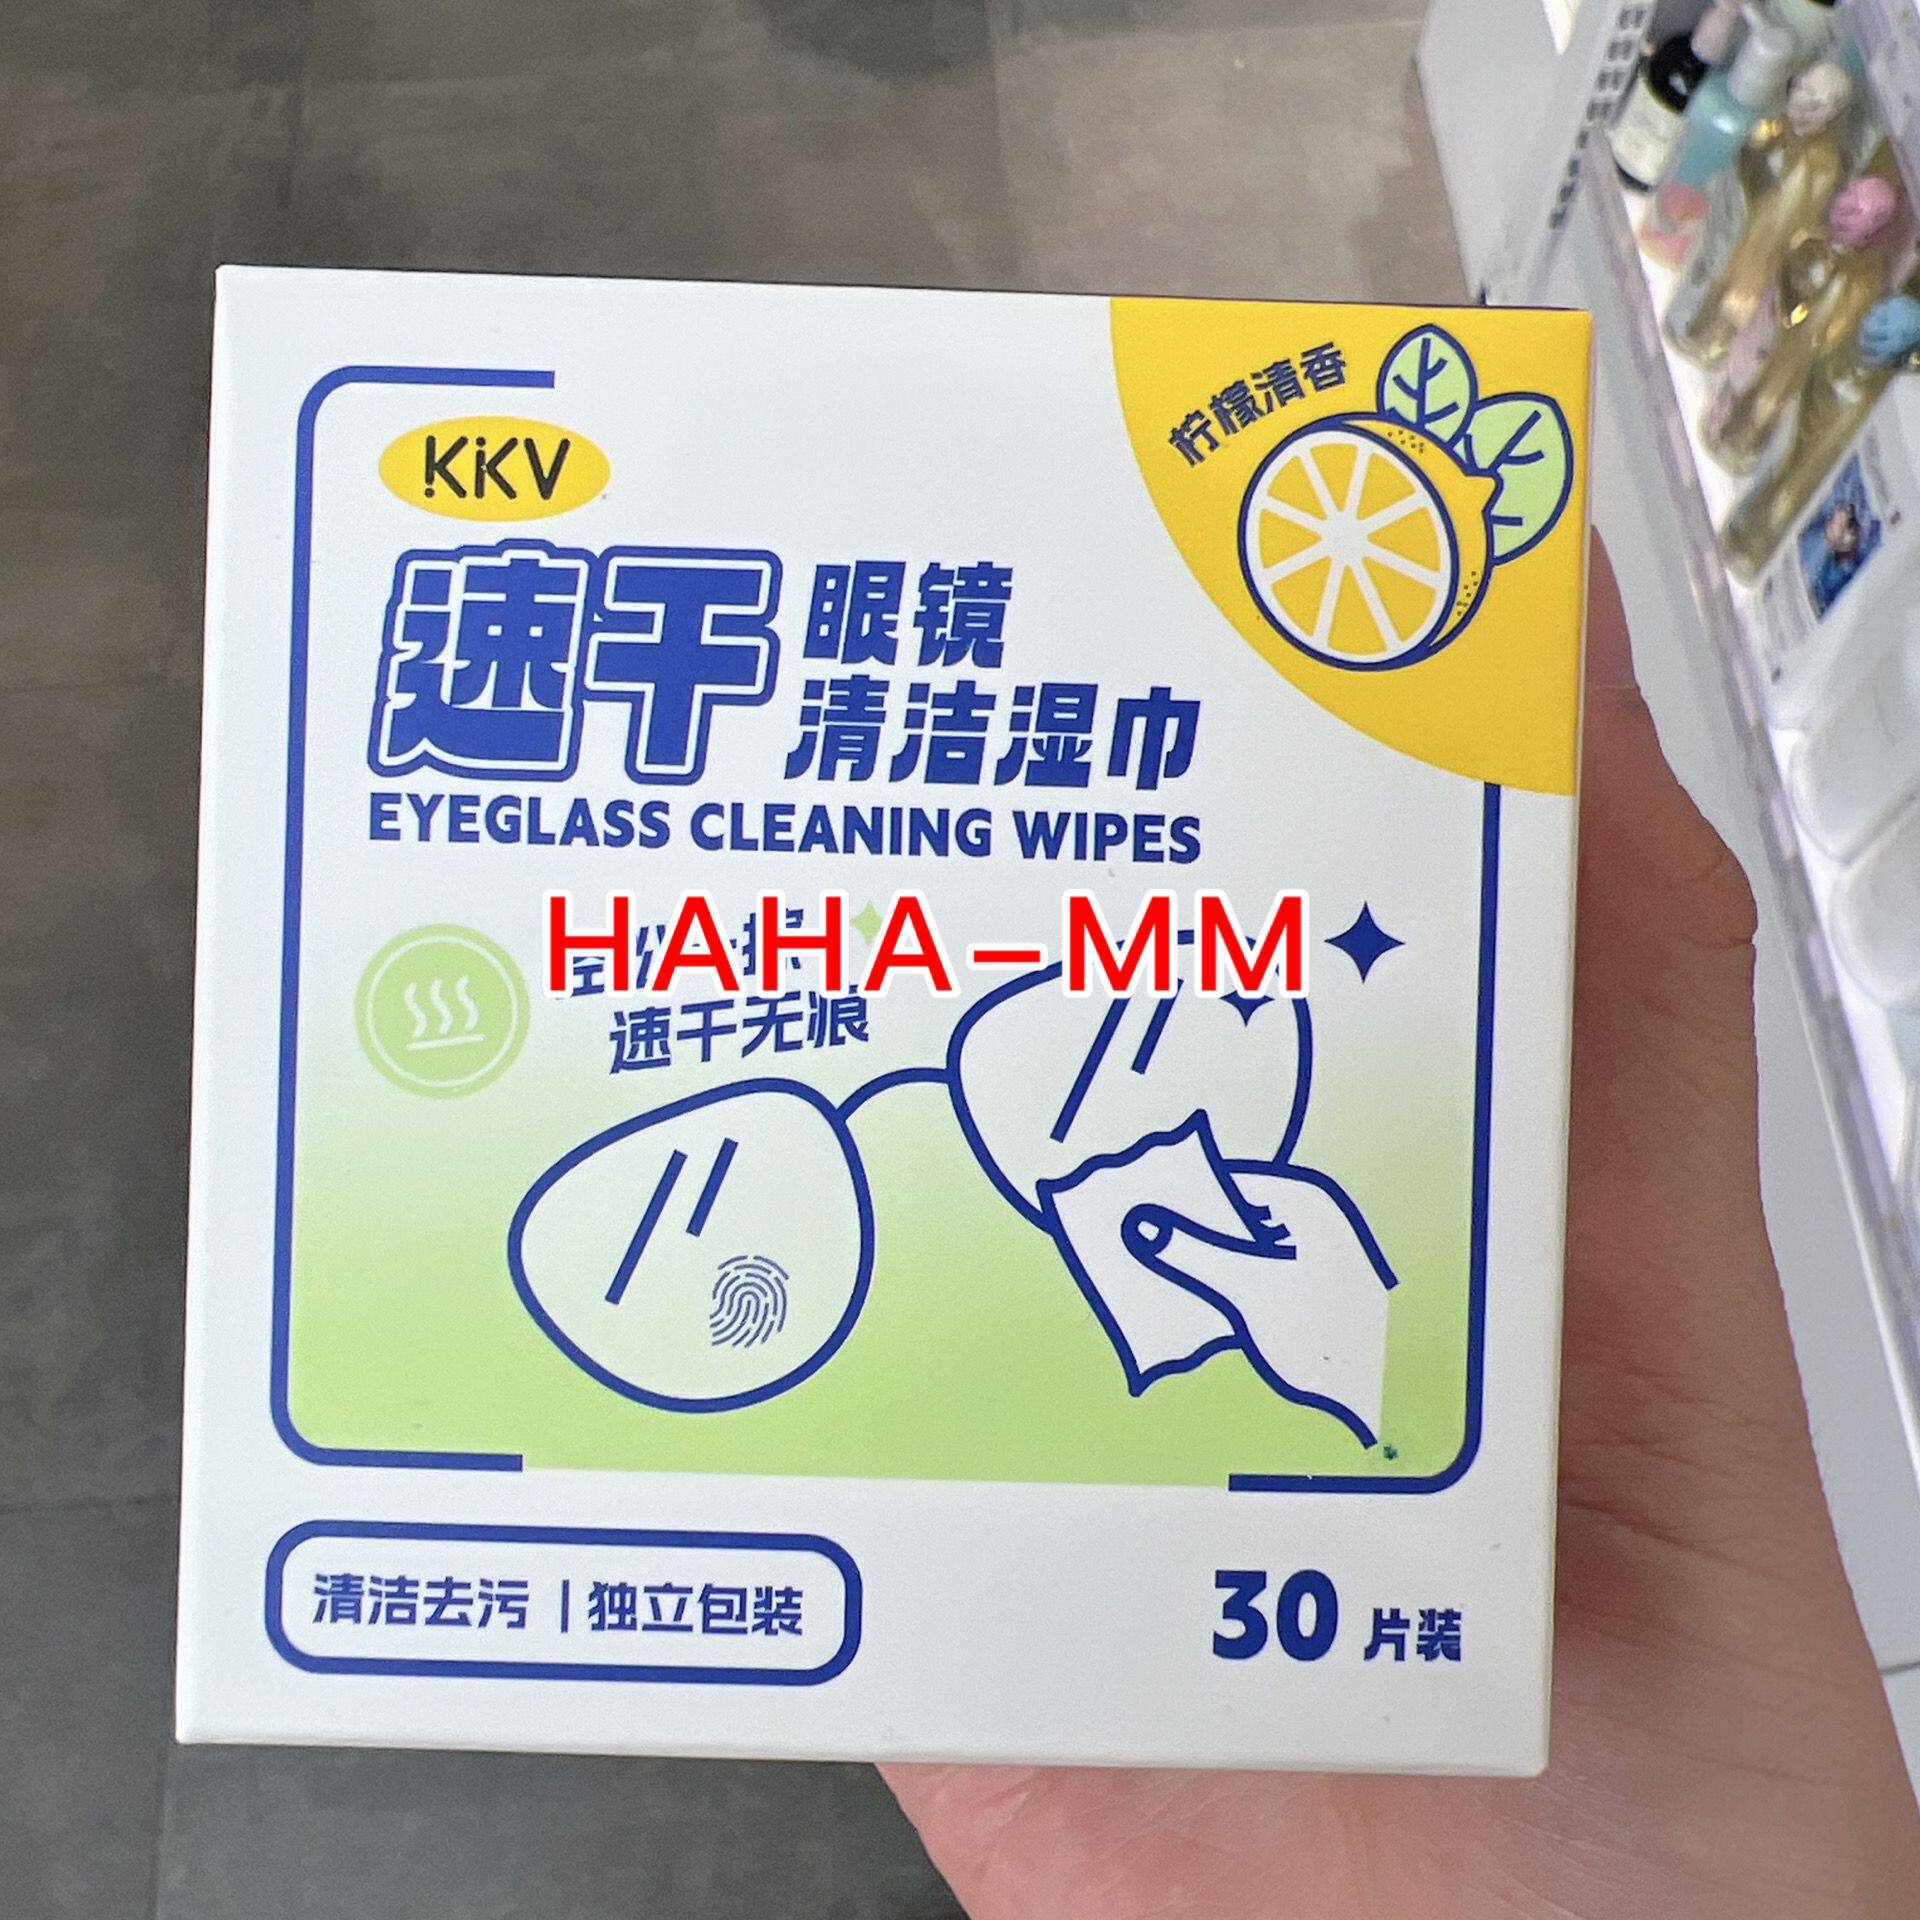 柠檬清香
KKV
速干 眼镜
清洁湿巾
EYEGLASS CLEANING WIPES
HAHA-MM
速干无痕
清洁去污 | 独立包装
30 片装